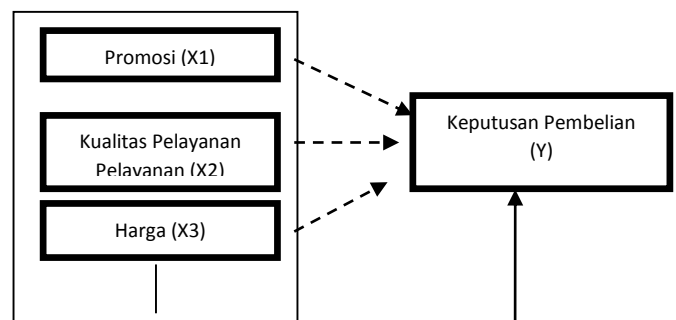 Promosi (X1)
Keputusan Pembelian
(Y)
Kualitas Pelayanan
Pelayanan (X2)
Harga (X3)